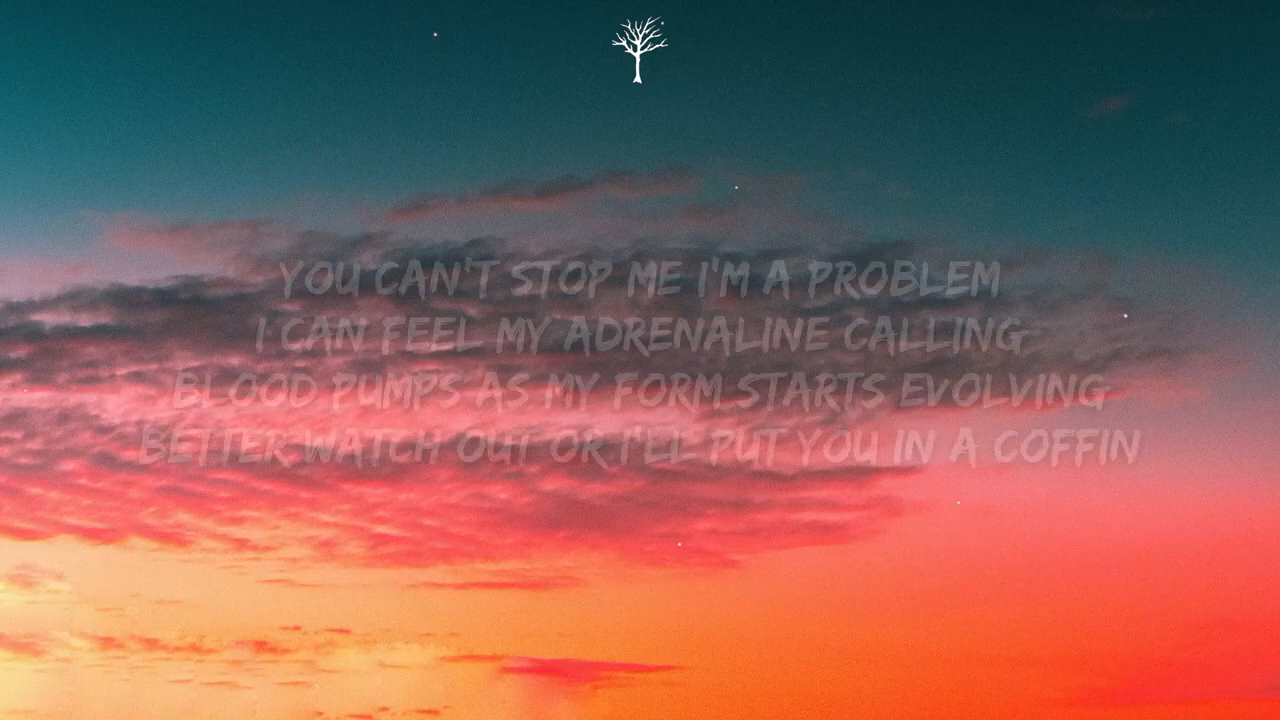 YOU CAN'T STOP ME I'M A PROBLEM
I CAN FEEL MY ADRENALINE CALLING
BLOOD PUMPS AS MY FORM STARTS EVOLVING
BETTER WATCH OUT OR I'LL PUT YOU IN A COFFIN